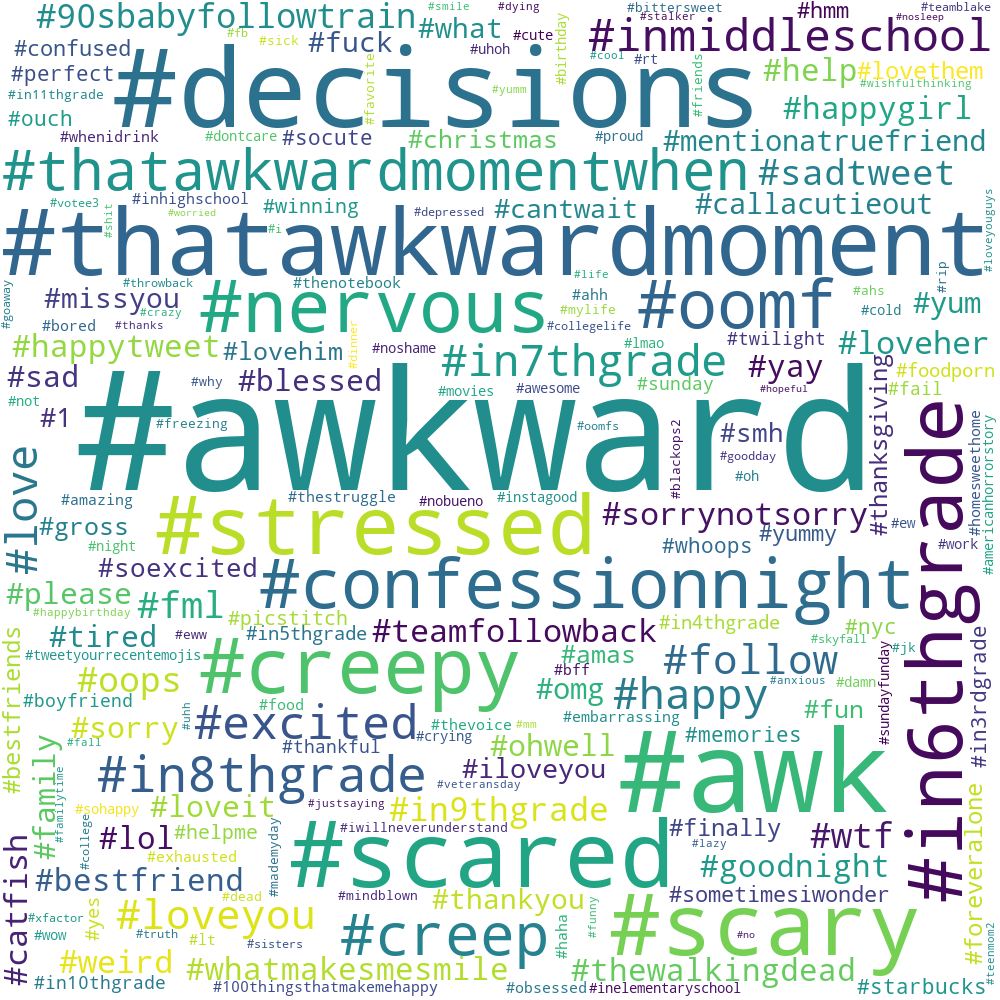 #90sbabyfollowtrain
#fb
#smile
#what
#sick
#uhoh
#dying
#cute
#yumm
#bittersweet
#stalker
#hmm
#nosleep
#teamblake
#confused
#fuck
#favorite
#birthday
#cool
#rt
#inmiddleschool
#perfect
#decisions
#friends
#help
#lovethem
#in11thgrade
#wishfulthinking
#ouch
#happygirl
#whenidrink
#dontcare
#socute
#christmas
#proud
#mentionatruefriend
#thatawkwardmomentwhen
#sadtweet
#votee3
#shit
#inhighschool
#worried
#winning
#i
#depressed
#cantwait
#callacutieout
#loveyouguys
#thatawkwardmoment
#goaway
#throwback
#crazy
#thenotebook
#life
#rip
#missyou
#nervous
#ahh
#mylife
#oomf
#ahs
#cold
#yum
#bored
#thanks
#collegelife
#happytweet
#lovehim
#dinner
#noshame
#in7thgrade
#lmao
#twilight
#loveher
#sad
#why
#blessed
#movies
#awesome
#sunday
#yay
#hopeful
#thanksgiving
#foodporn
#fail
#not
#1
#freezing
#awkward
#oomfs
#blackops2
#smh
#goodday
#oh
#in6thgrade
#homesweethome
#americanhorrorstory
#love
#amazing
#thestruggle
#nobueno
#instagood
#gross
#stressed
#sorrynotsorry
#ew
#night
#whoops
#yummy
#work
#soexcited
#confessionnight
#please
#fml
#happybirthday
#picstitch
#teamfollowback
#in4thgrade
#nyc
#bestfriends
#tired
#eww
#in5thgrade
#skyfall
#jk
#in3rdgrade
#tweetyourrecentemojis
#creepy
#amas
#follow
#sundayfunday
#oops
#bff
#omg
#anxious
#damn
#boyfriend
#uhh
#food
#happy
#fun
#sorry
#excited
#thevoice
#mm
#embarrassing
#fall
#crying
#memories
#family
#familytime
#thankful
#ohwell
#awk
#in8thgrade
#iloveyou
#veteransday
#foreveralone
#sohappy
#loveit
#justsaying
#in9thgrade
#catfish
#college
#lol
#helpme
#mademyday
#iwillneverunderstand
#finally
#wtf
#lazy
#exhausted
#scared
#goodnight
#bestfriend
#dead
#mindblown
#thankyou
#sometimesiwonder
#xfactor
#yes
#loveyou
#funny
#scary
#wow
#truth
#lt
#sisters
#creep
#haha
#no
#teenmom2
#weird
#whatmakesmesmile
#thewalkingdead
#in10thgrade
#100thingsthatmakemehappy
#obsessed
#inelementaryschool
#starbucks